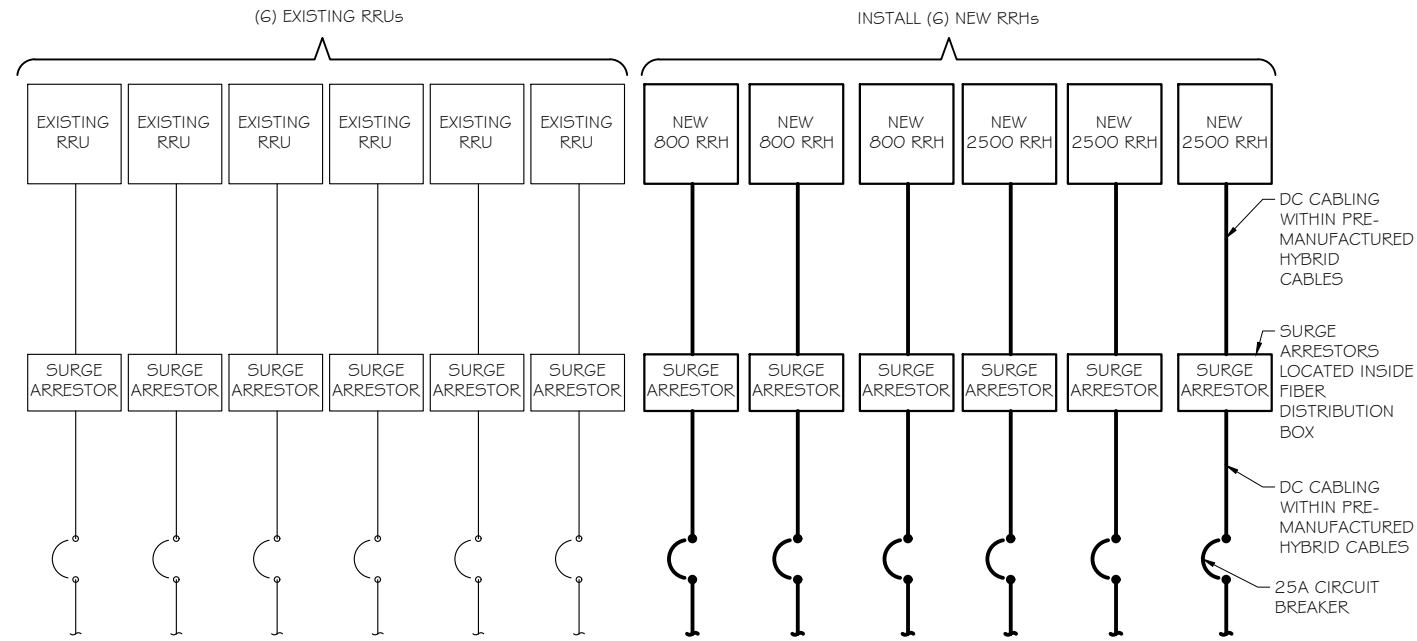 (6) EXISTING RRUs
INSTALL (6) NEW RRHs
EXISTING
RRU
EXISTING
RRU
EXISTING
RRU
EXISTING
RRU
EXISTING
RRU
EXISTING
RRU
NEW
800 RRH
NEW
800 RRH
NEW
800 RRH
NEW
2500 RRH
NEW
2500 RRH
NEW
2500 RRH
DC CABLING
WITHIN PRE-
MANUFACTURED
HYBRID
CABLES
SURGE
ARRESTOR
SURGE
ARRESTOR
SURGE
ARRESTOR
SURGE
ARRESTOR
SURGE
ARRESTOR
SURGE
ARRESTOR
SURGE
ARRESTOR
SURGE
ARRESTOR
SURGE
ARRESTOR
SURGE
ARRESTOR
SURGE
ARRESTOR
SURGE
ARRESTOR
SURGE
ARRESTORS
LOCATED INSIDE
FIBER
DISTRIBUTION
BOX
DC CABLING
WITHIN PRE-
MANUFACTURED
HYBRID CABLES
25A CIRCUIT
BREAKER